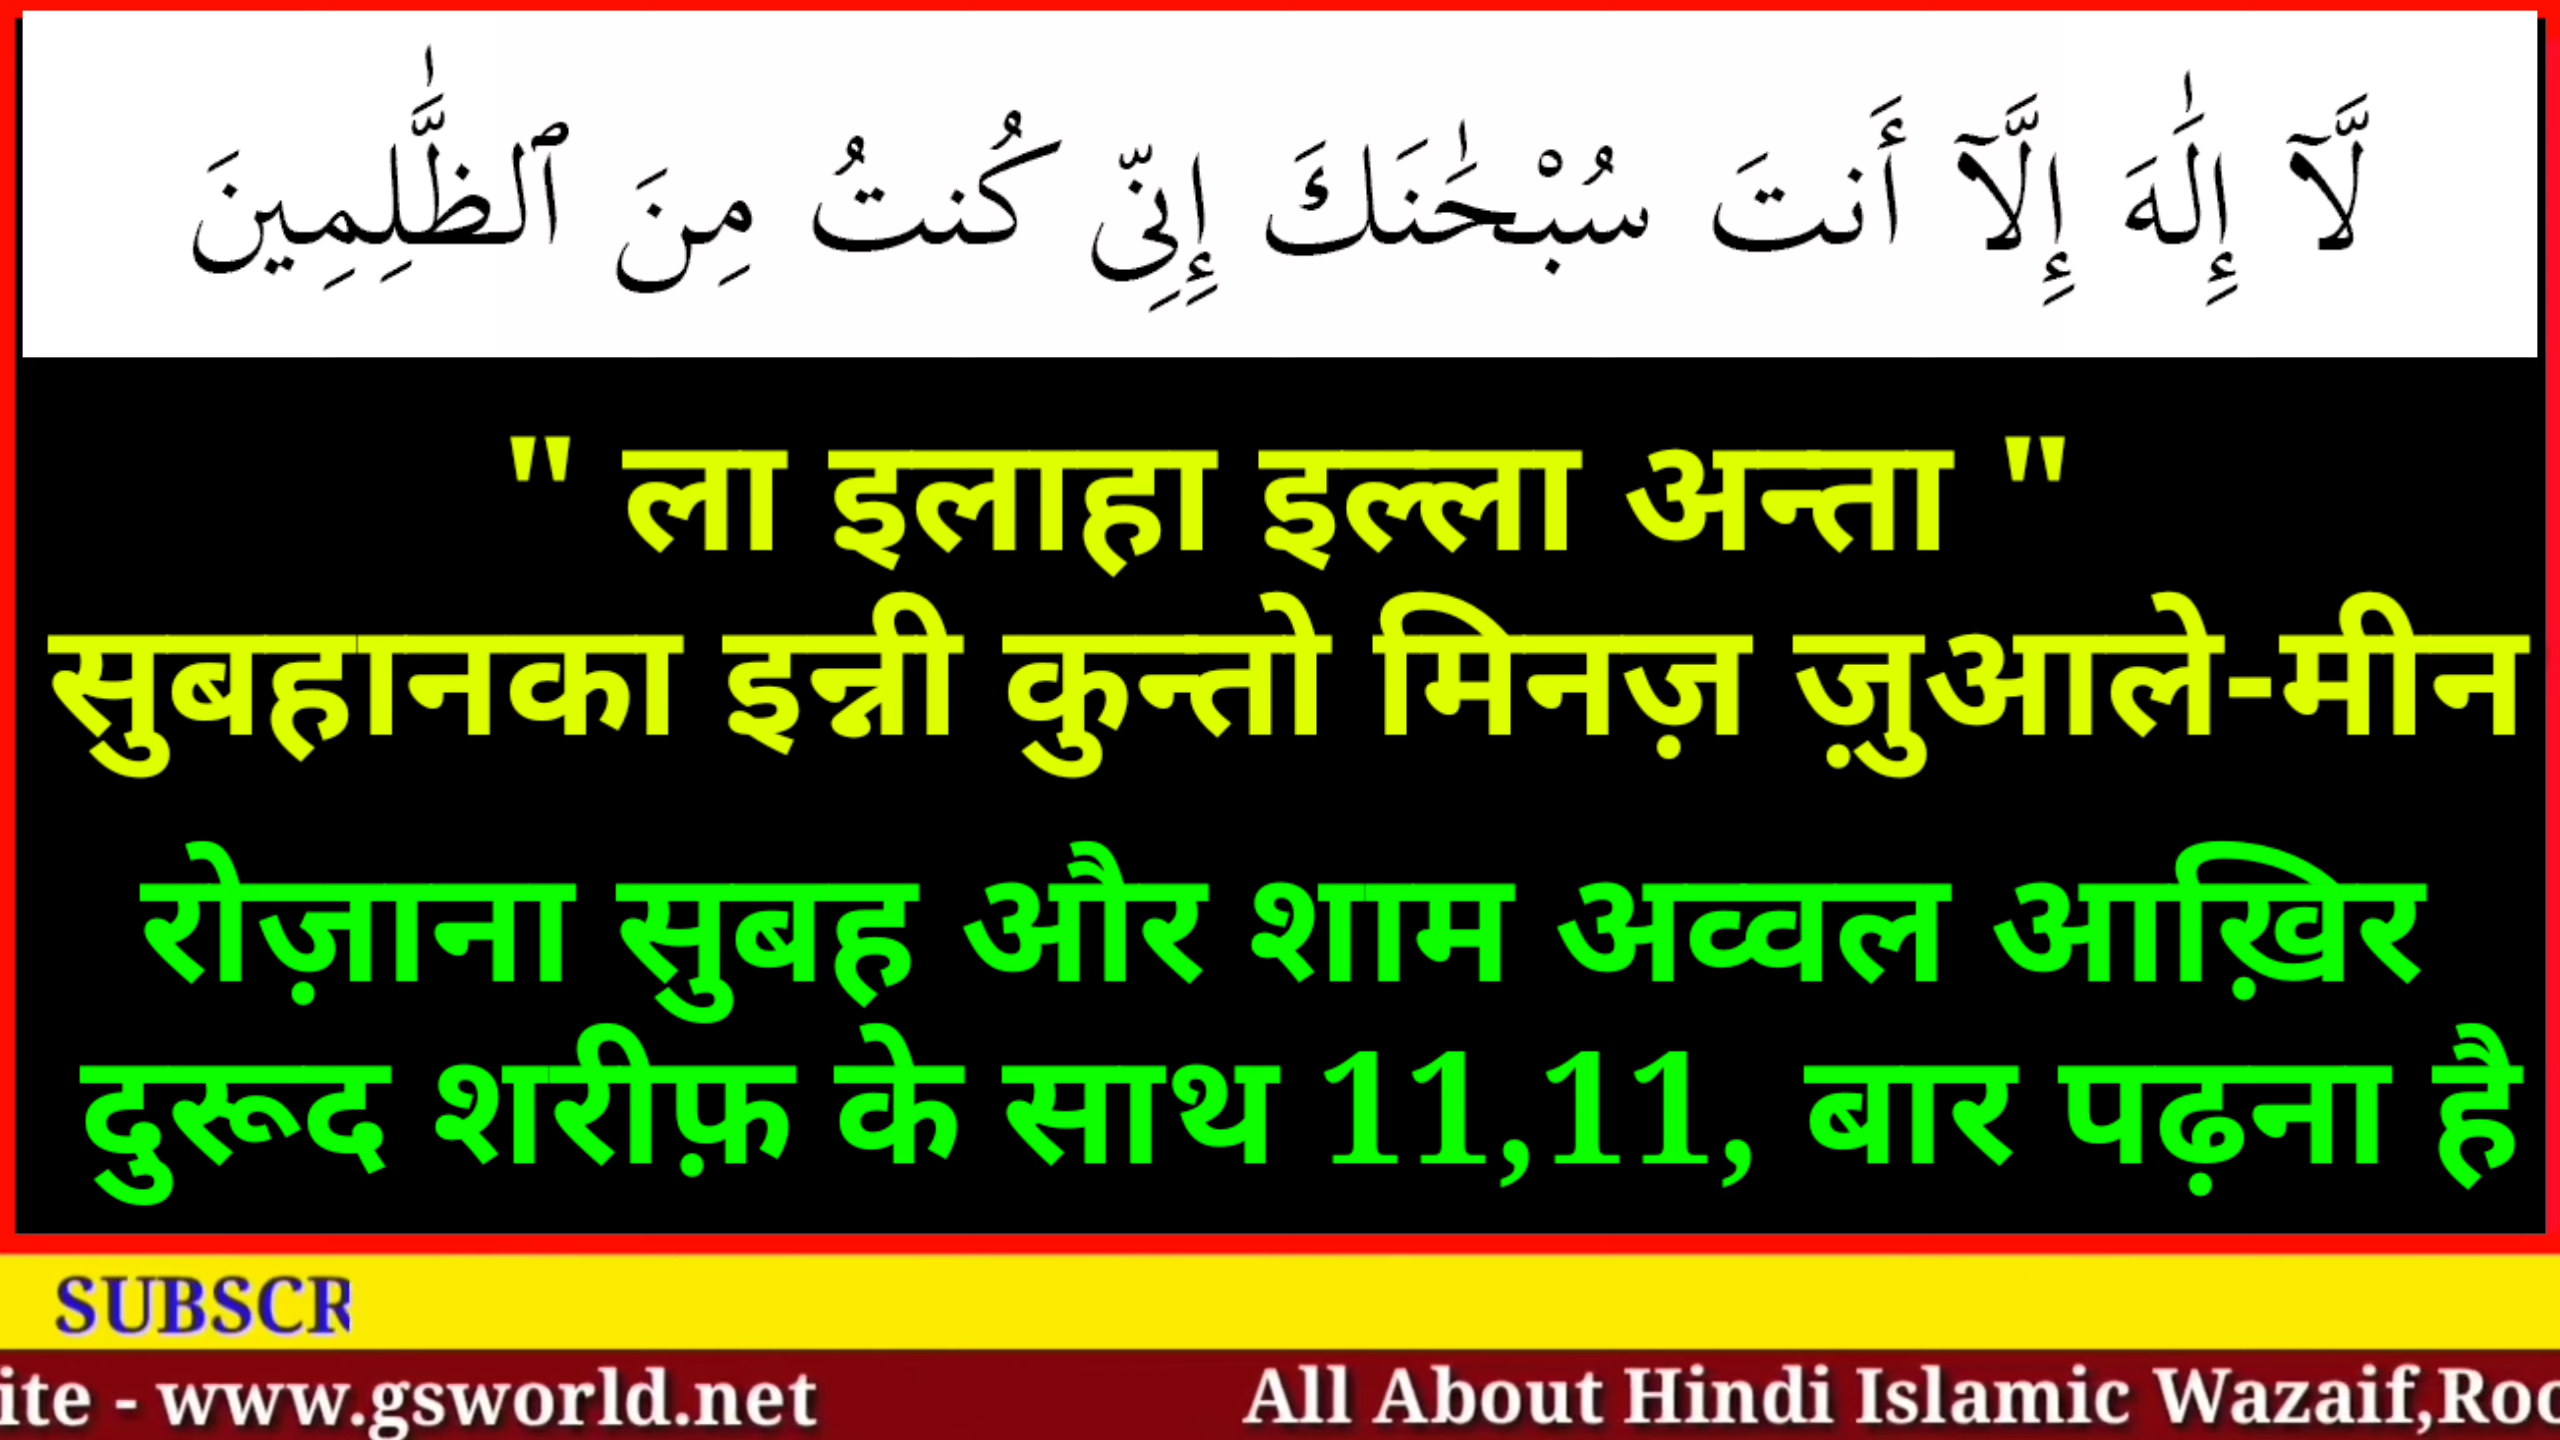 لَّآ إِلَٰهَ إِلَّآ أَنتَ سُبْحَٰنَكَ إِنِّى كُنتُ مِنَ ٱلظَّٰلِمِينَ
" ला इलाहा इल्ला अन्ता "
सुबहानका इन्नी कुन्तो मिनज़ ज़ुआले-मीन
रोज़ाना सुबह और शाम अव्वल आख़िर
दुरूद शरीफ़ के साथ 11,11, बार पढ़ना है
SUBSCR
ite - www.gsworld.net All About Hindi Islamic Wazaif,Roo